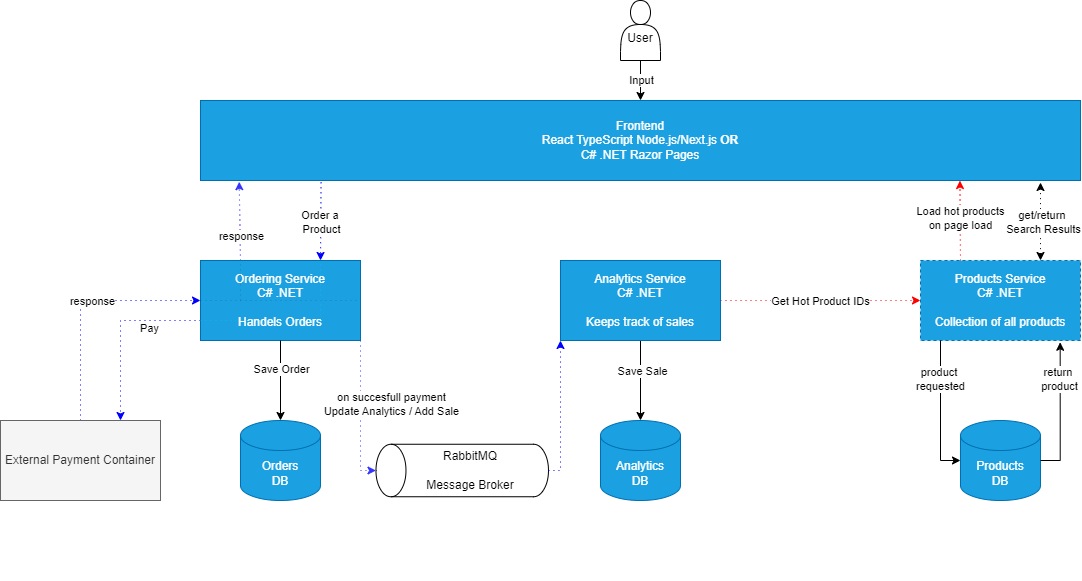 User
Input
Frontend
React TypeScript Node.js/Next.js OR
C# .NET Razor Pages
response
Order a
Product
Load hot products
on page load
get/return
Search Results
Ordering Service
C# .NET
Handels Orders
Analytics Service
C# .NET
Keeps track of sales
Products Service
C# .NET
Collection of all products
response
Pay
Get Hot Product IDs
Save Order
Save Sale
product
requested
return
product
on succesfull payment
Update Analytics / Add Sale
External Payment Container
Orders
DB
RabbitMQ
Message Broker
Analytics
DB
Products
DB